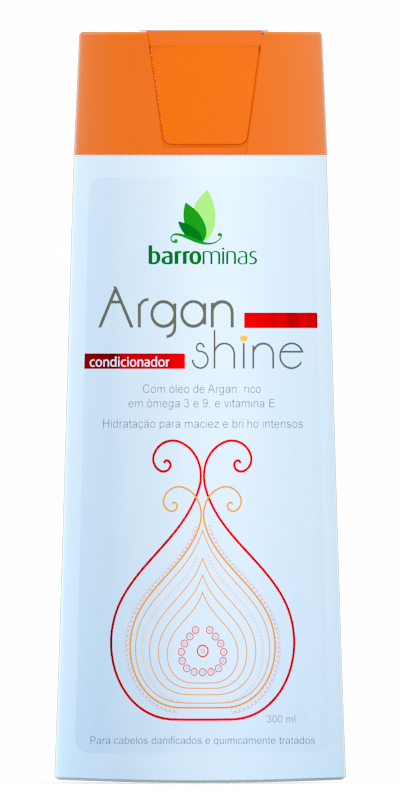 barrominas
Argan
shine
condicionador
Com óleo de Argan rico
em ômega 3 e 9, e vitamina E
Hidratação para maciez e bri ho intensos
300 ml
Para cabelos danificados e quimicamente tratados